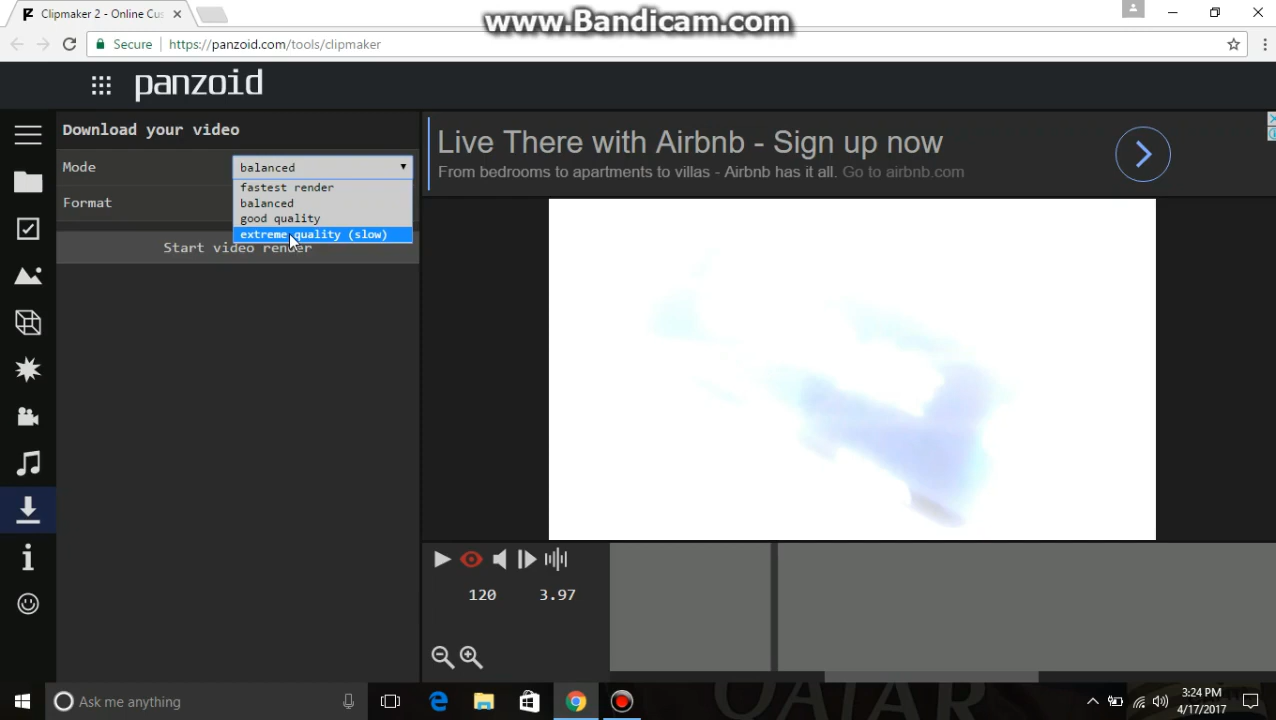 Clipmaker 2 - Online Cus
www.Bandicam.com
Secure
https://panzoid.com/tools/clipmaker
panzoid
Download your video
Mode
balanced
fastest render
balanced
good quality
extreme quality (slow)
Format
Start video render
Live There with Airbnb - Sign up now
From bedrooms to apartments to villas - Airbnb has it all. Go to airbnb.com
120
3.97
QATAR
Ask me anything
3:24 PM
4/17/2017